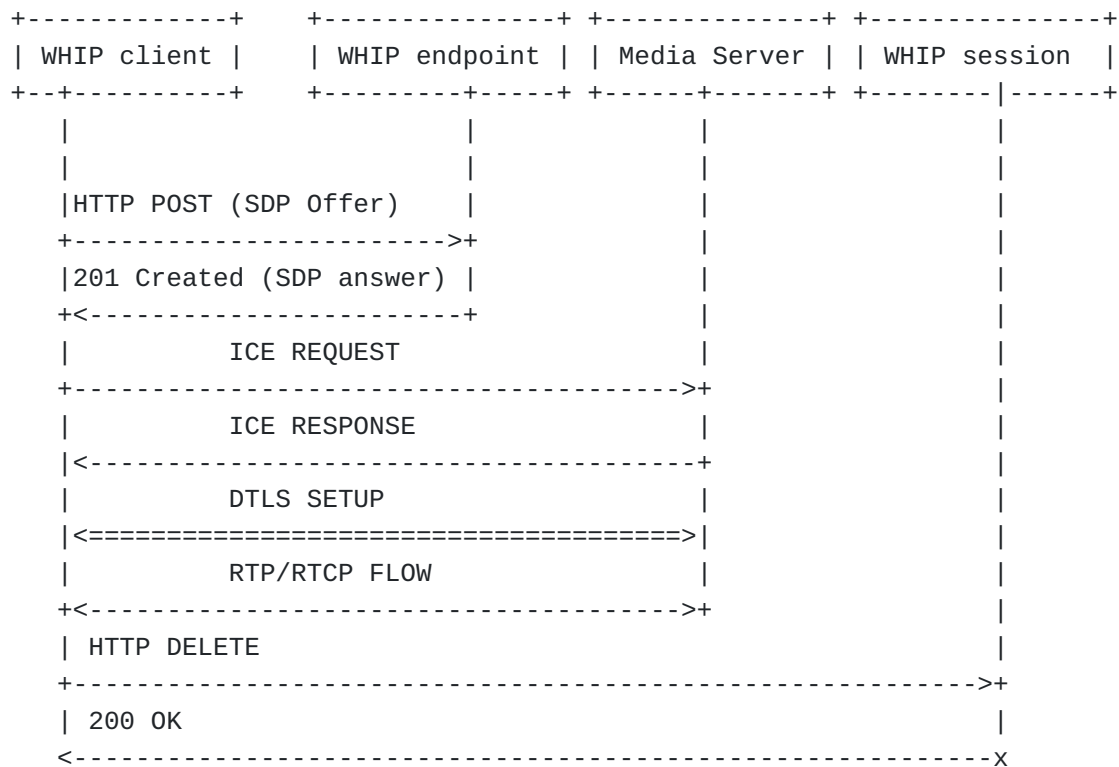 WHIP client WHIP endpoint Media Server WHIP session
HTTP POST (SDP Offer)
201 Created (SDP answer)
ICE REQUEST
ICE RESPONSE
DTLS SETUP
RTP/RTCP FLOW
HTTP DELETE
200 OK
x